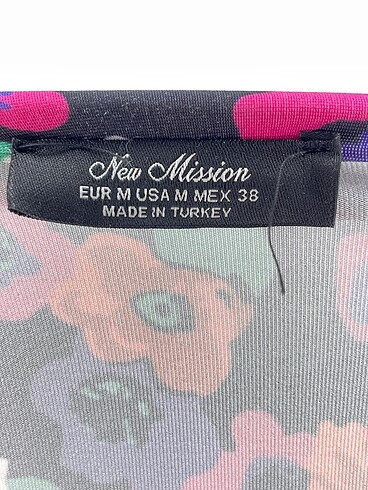 New Mission
EUR M USA M MEX 38
MADE IN TURKEY